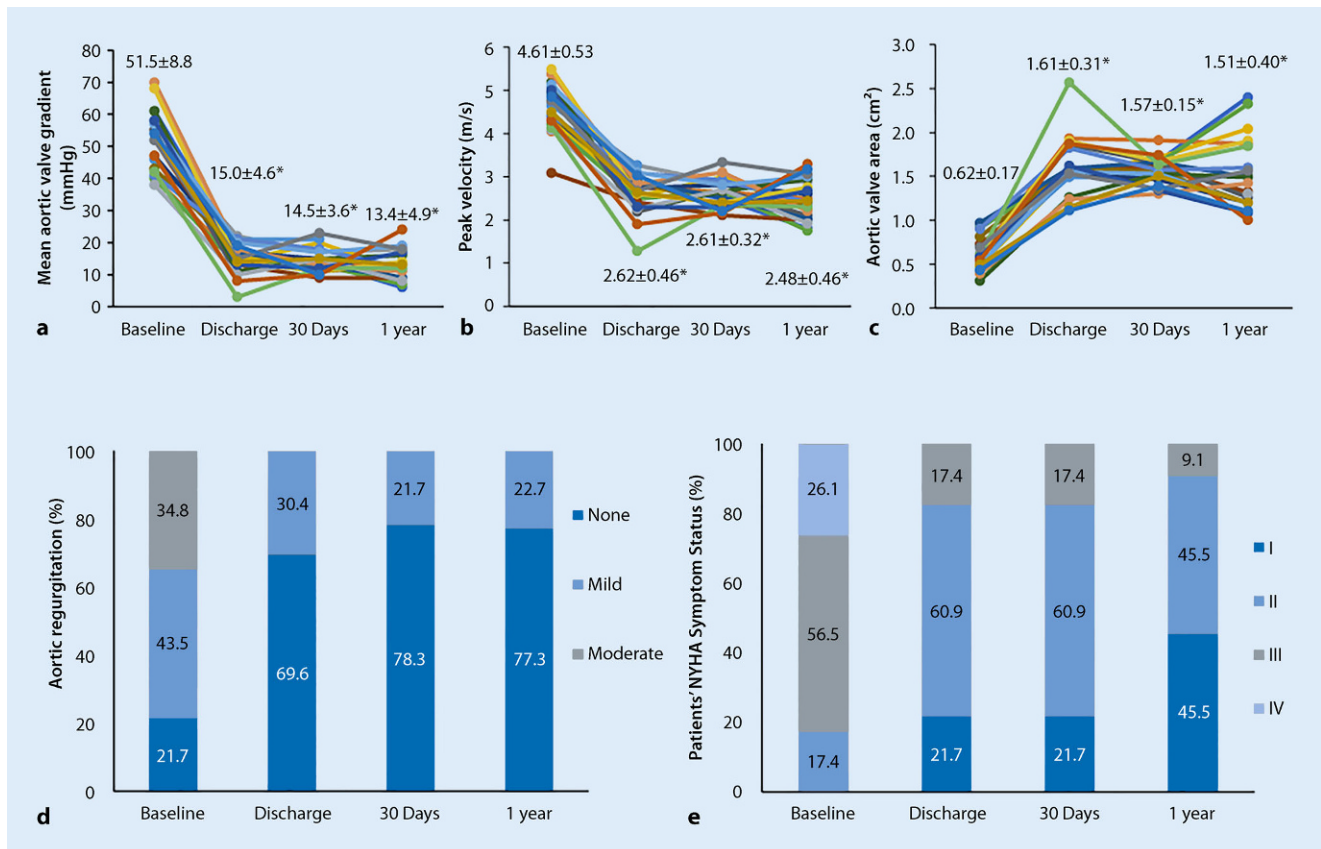 Mean aortic valve gradient
(mmHg)
80
70
60
50
40
30
20
10
0
51.5±8.8
15.0±4.6*
14.5±3.6*
13.4±4.9*
Baseline
Discharge
30 Days
1 year
a
Peak velocity (m/s)
6
5
4
3
2
1
0
4.61±0.53
2.62±0.46*
2.61±0.32*
2.48±0.46*
Baseline
Discharge
30 Days
1 year
b
Aortic valve area (cm²)
3.0
2.5
2.0
1.5
1.0
0.5
0.0
0.62±0.17
1.61±0.31*
1.57±0.15*
1.51±0.40*
Baseline
Discharge
30 Days
1 year
c
Aortic regurgitation (%)
100
80
60
40
20
0
34.8
43.5
21.7
30.4
69.6
21.7
78.3
22.7
77.3
None
Mild
Moderate
Baseline
Discharge
30 Days
1 year
d
Patients' NYHA Symptom Status (%)
100
80
60
40
20
0
26.1
56.5
17.4
17.4
60.9
21.7
17.4
60.9
21.7
9.1
45.5
45.5
I
II
III
IV
Baseline
Discharge
30 Days
1 year
e